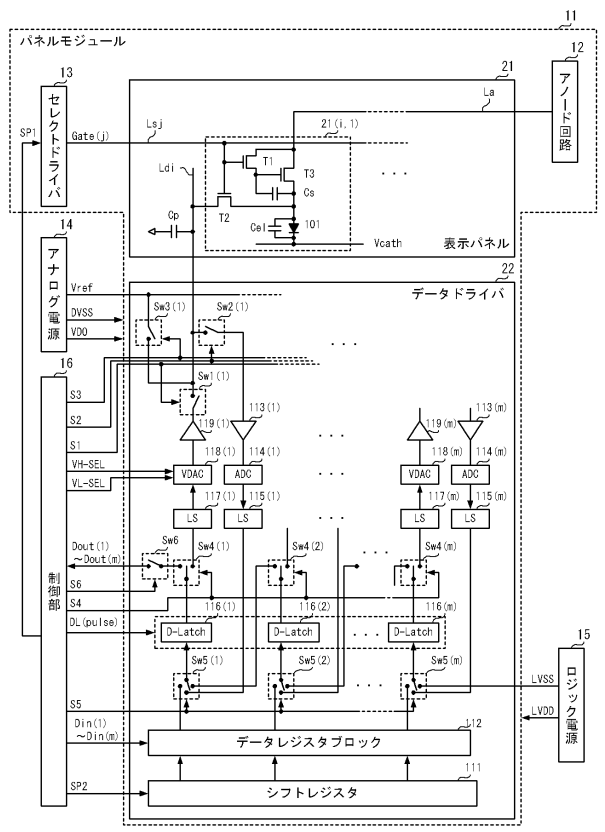 11
パネルモジュール
12
アノード回路
13
セレクトドライバ
SP1
Gate(j)
21
La
Lsj
21(i,1)
Ldi
T1
T3
Cs
T2
Cp
Cel
101
Vcath
表示パネル
14
アナログ電源
Vref
DVSS
VDD
22
データドライバ
Sw3(1)
Sw2(1)
16
制御部
S3
S2
S1
VH-SEL
VL-SEL
Sw1(1)
119(1)
113(1)
119(m)
113(m)
118(1)
114(1)
118(m)
114(m)
VDAC
ADC
VDAC
ADC
117(1)
115(1)
117(m)
115(m)
LS
LS
LS
LS
Dout(1)
~Dout(m)
Sw6
Sw4(1)
Sw4(2)
Sw4(m)
S6
S4
DL(pulse)
116(1)
116(2)
116(m)
D-Latch
D-Latch
D-Latch
15
ロジック電源
LVSS
LVDD
Sw5(1)
Sw5(2)
Sw5(m)
S5
Din(1)
~Din(m)
112
データレジスタブロック
111
SP2
シフトレジスタ